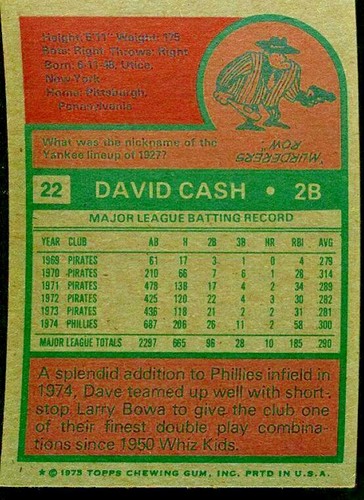 Height: 5'11" Weight: 175
Bats: Right Throws: Right
Born: 6-11-48, Utica,
New York
Home: Pittsburgh,
Pennsylvania
What was the nickname of the
Yankee lineup of 1927?
"MURDERERS
ROW"
22 DAVID CASH • 2B
MAJOR LEAGUE BATTING RECORD
YEAR CLUB AB H 2B 3B HR RBI AVG
1969 PIRATES 61 17 3 1 0 4 279
1970 PIRATES 210 66 7 6 1 28 314
1971 PIRATES 478 138 17 4 2 34 289
1972 PIRATES 425 120 22 4 3 30 282
1973 PIRATES 436 118 21 2 2 31 281
1974 PHILLIES 687 206 26 11 2 58 300
MAJOR LEAGUE TOTALS 2297 665 96 28 10 185 290
A splendid addition to Phillies infield in
1974, Dave teamed up well with short-
stop Larry Bowa to give the club one
of their finest double play combina-
tions since 1950 Whiz Kids.
* © 1975 TOPPS CHEWING GUM, INC. PRTD IN U.S.A.